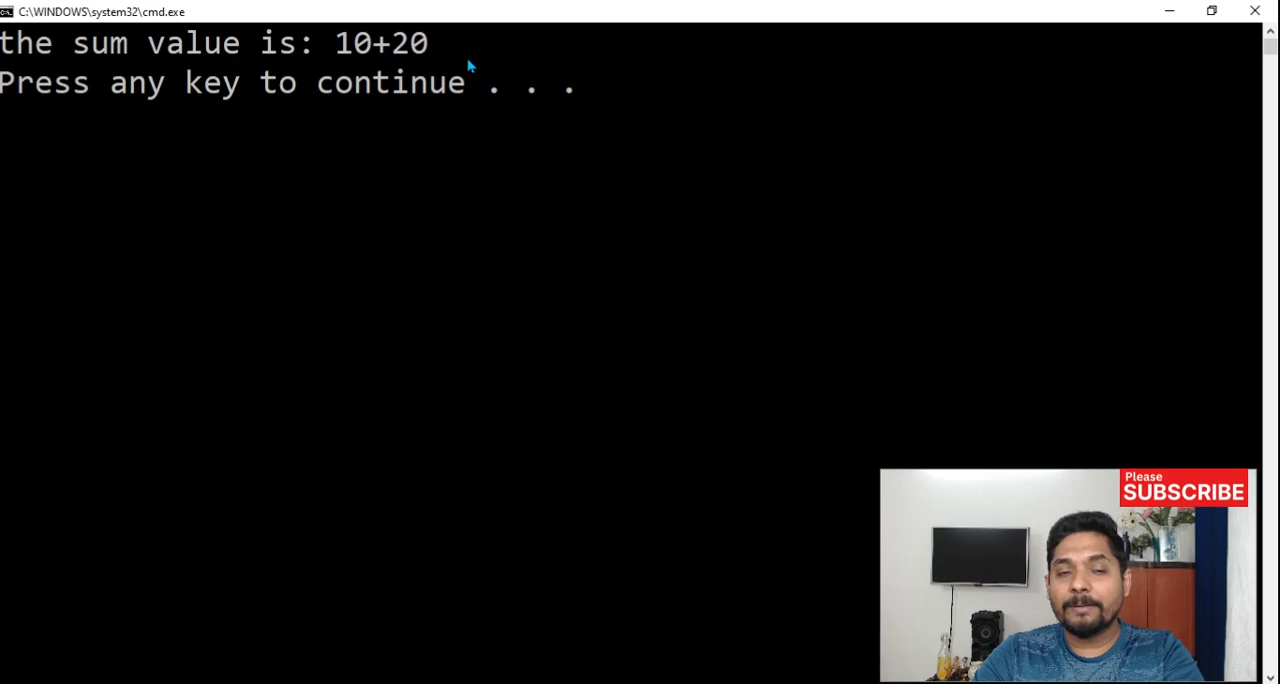 C:\WINDOWS\system32\cmd.exe
the sum value is: 10+20
Press any key to continue . . .
Please
SUBSCRIBE